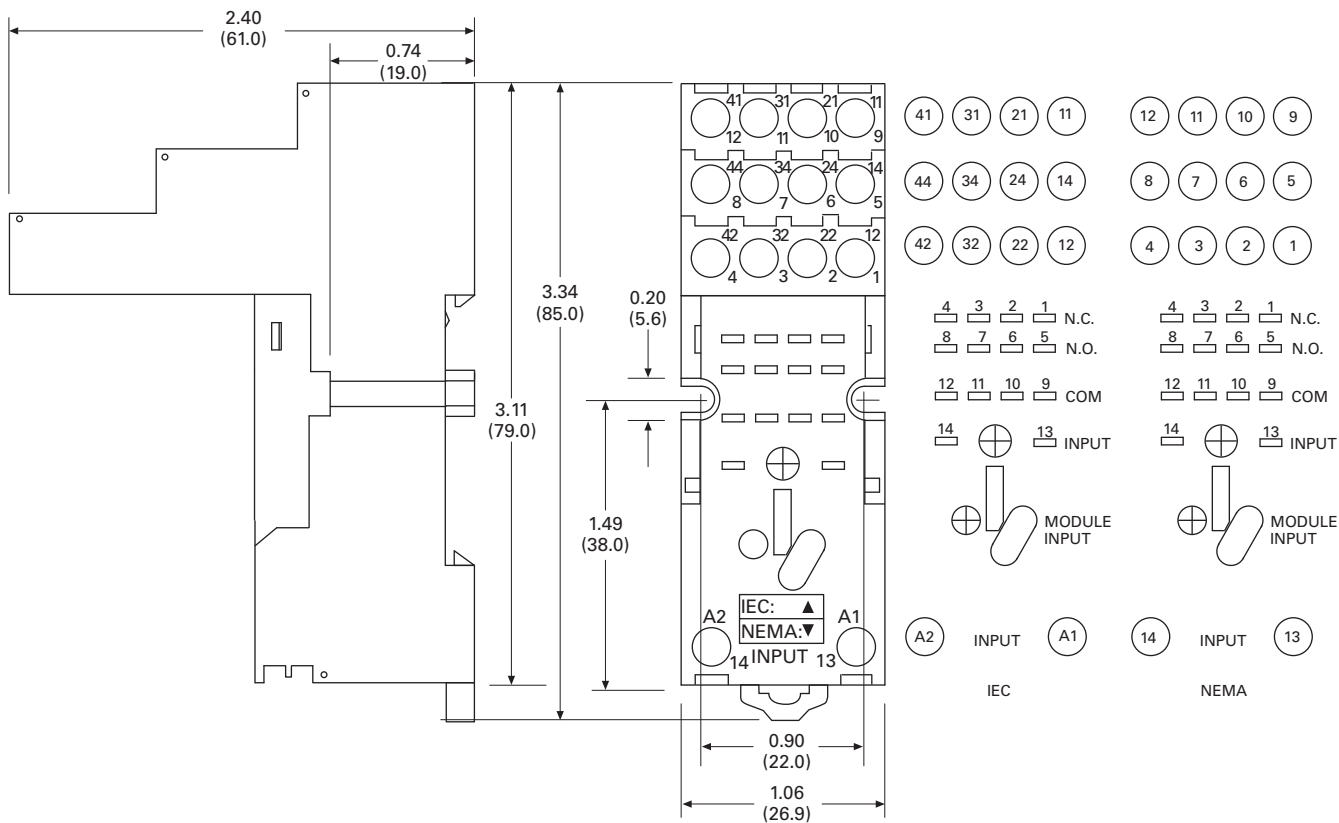 2.40
(61.0)
0.74
(19.0)
3.11
(79.0)
3.34
(85.0)
0.20
(5.6)
1.49
(38.0)
41 31 21 11
12 11 10 9
44 34 24 14
8 7 6 5
42 32 22 12
4 3 2 1
A2 IEC: ▲ A1
NEMA:▼
14 INPUT 13
0.90
(22.0)
1.06
(26.9)
41 31 21 11
44 34 24 14
42 32 22 12
4 3 2 1 N.C.
8 7 6 5 N.O.
12 11 10 9 COM
14 13 INPUT
MODULE
INPUT
A2 INPUT A1
IEC
12 11 10 9
8 7 6 5
4 3 2 1
4 3 2 1 N.C.
8 7 6 5 N.O.
12 11 10 9 COM
14 13 INPUT
MODULE
INPUT
14 INPUT 13
NEMA